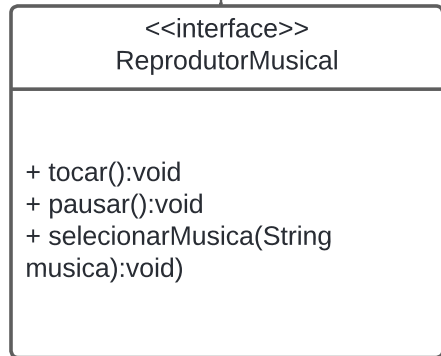 <<interface>>
ReprodutorMusical
+ tocar():void
+ pausar():void
+ selecionarMusica(String
musica):void)